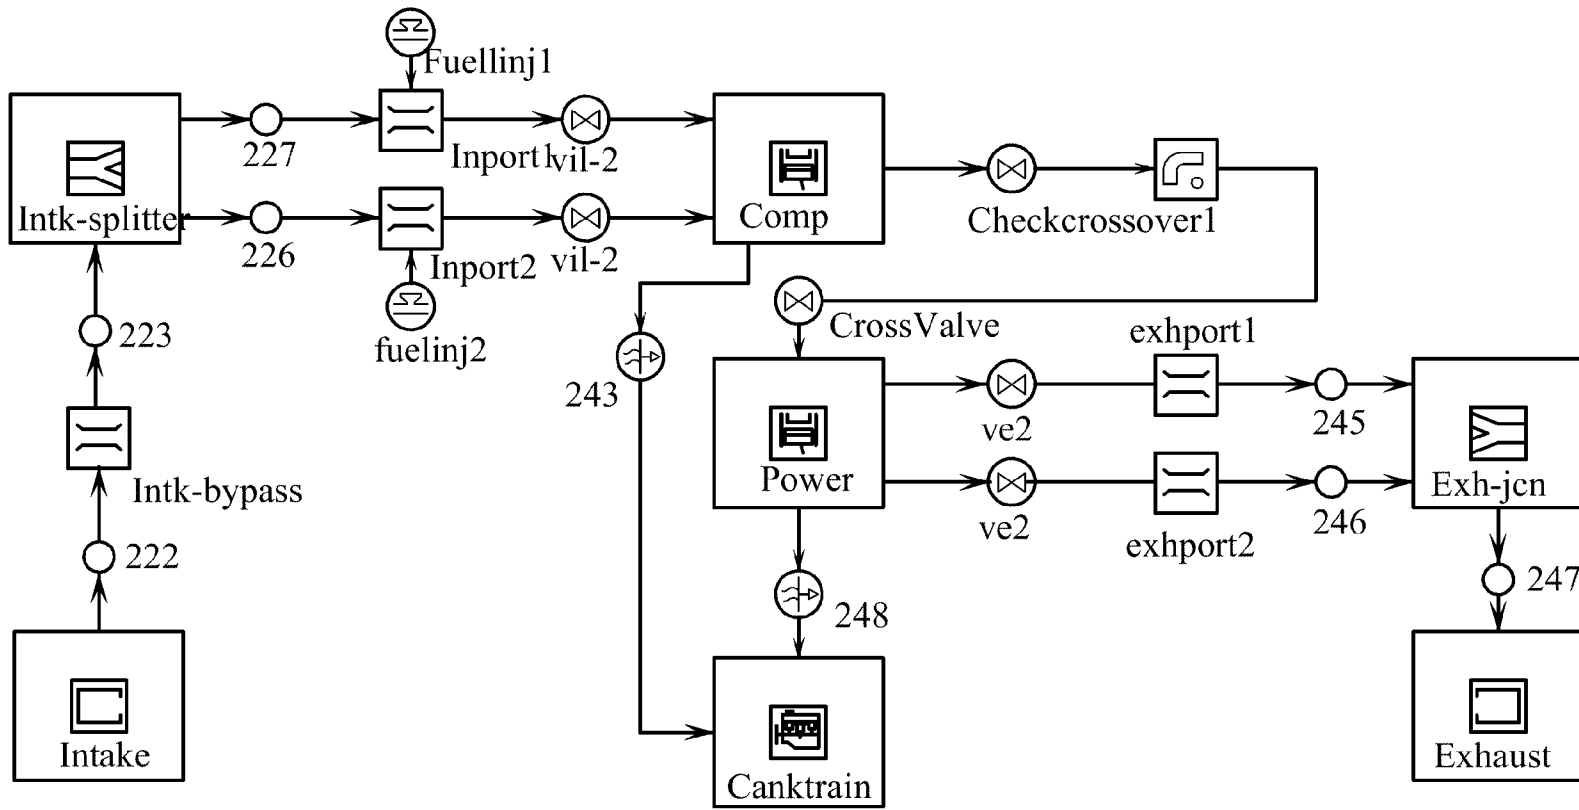 Fuellinj1
227
Inport1
vil-2
Intk-splitter
Comp
Checkcrossover1
226
Inport2
vil-2
223
fuelinj2
CrossValve
exhport1
243
ve2
245
Intk-bypass
Power
Exh-jcn
ve2
246
exhport2
222
247
248
Intake
Canktrain
Exhaust